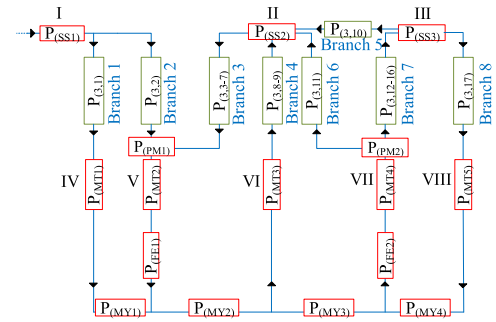 I
II
III
P(SS1)
P(SS2)
P(3,10)
Branch 5
P(SS3)
P(3,1)
Branch 1
P(3,2)
Branch 2
P(3,3-7)
Branch 3
P(3,8-9)
Branch 4
P(3,11)
Branch 6
P(3,12-16)
Branch 7
P(3,17)
Branch 8
P(PM1)
P(PM2)
IV
P(MT1)
V
P(MT2)
VI
P(MT3)
VII
P(MT4)
VIII
P(MT5)
P(FE1)
P(FE2)
P(MY1)
P(MY2)
P(MY3)
P(MY4)